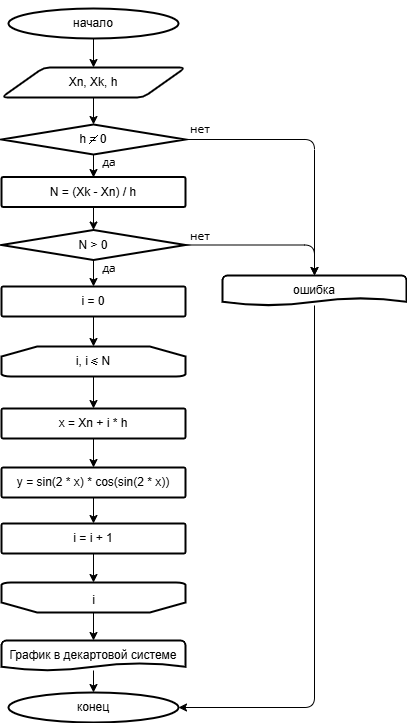 начало
Xn, Xk, h
h ≠ 0
нет
да
N = (Xk - Xn) / h
N > 0
нет
да
i = 0
ошибка
i, i ⩽ N
x = Xn + i * h
y = sin(2 * x) * cos(sin(2 * x))
i = i + 1
i
График в декартовой системе
конец